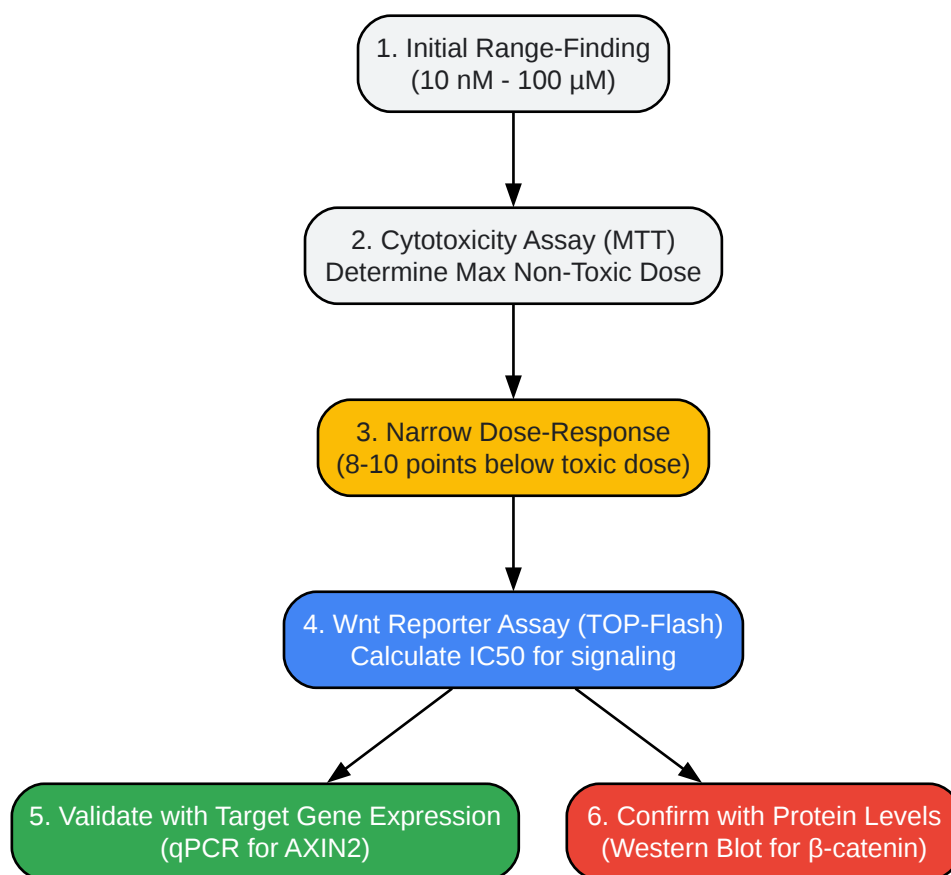 1. Initial Range-Finding
(10 nM - 100 µM)
2. Cytotoxicity Assay (MTT)
Determine Max Non-Toxic Dose
3. Narrow Dose-Response
(8-10 points below toxic dose)
4. Wnt Reporter Assay (TOP-Flash)
Calculate IC50 for signaling
5. Validate with Target Gene Expression
(qPCR for AXIN2)
6. Confirm with Protein Levels
(Western Blot for β-catenin)